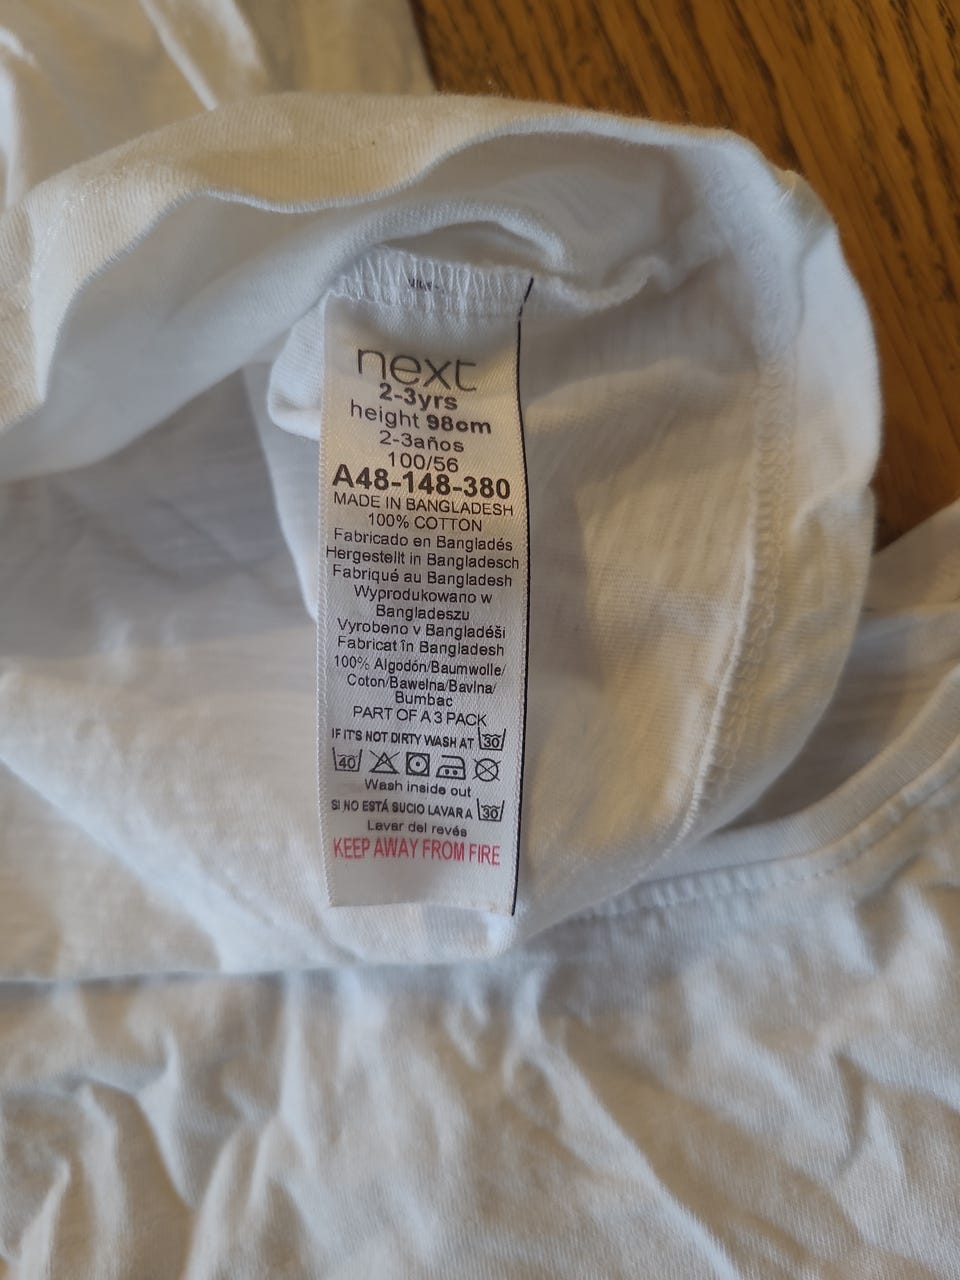 next
2-3yrs
height 98cm
2-3años
100/56
A48-148-380
MADE IN BANGLADESH
100% COTTON
Fabricado en Bangladés
Hergestellt in Bangladesch
Fabriqué au Bangladesh
Wyprodukowano w
Bangladeszu
Vyrobeno v Bangladéši
Fabricat în Bangladesh
100% Algodón/Baumwolle/
Coton/Bawełna/Bavlna/
Bumbac
PART OF A 3 PACK
IF IT'S NOT DIRTY WASH AT 30
40
Wash inside out
SI NO ESTÁ SUCIO LAVAR A 30
Lavar del revés
KEEP AWAY FROM FIRE